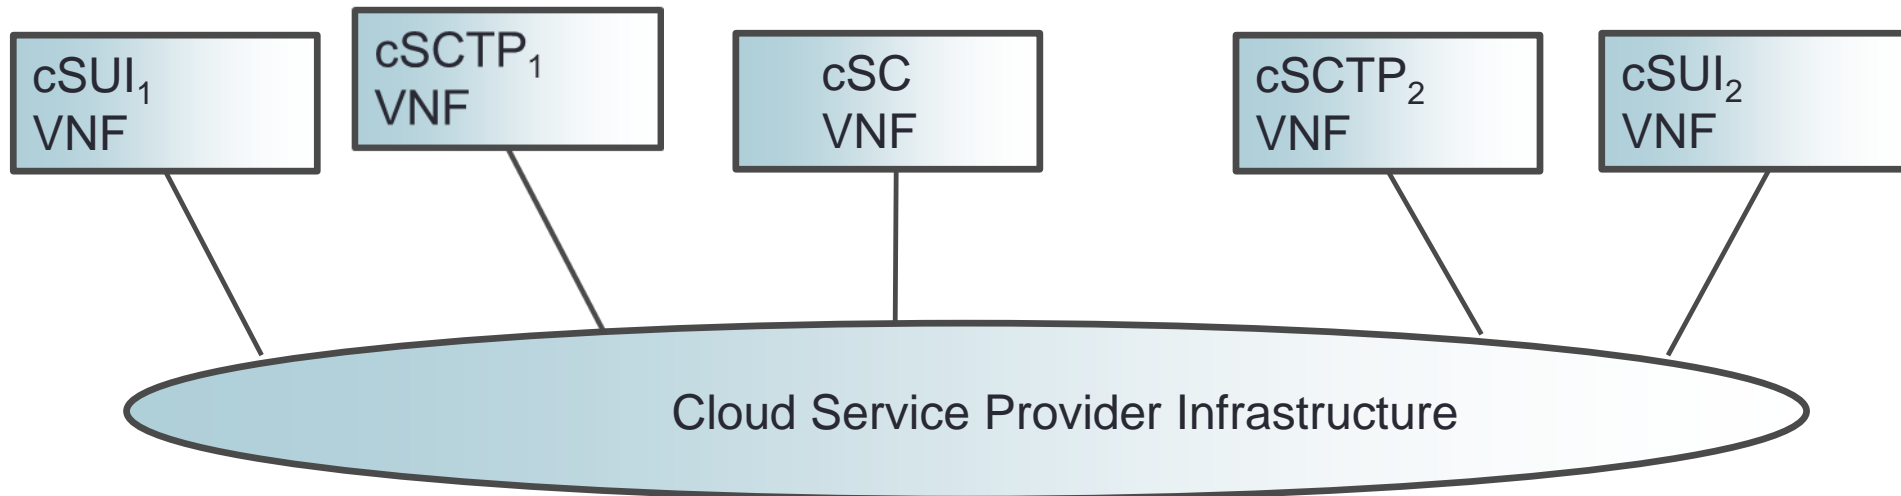 cSUI₁
VNF
cSCTP₁
VNF
cSC
VNF
cSCTP₂
VNF
cSUI₂
VNF
Cloud Service Provider Infrastructure